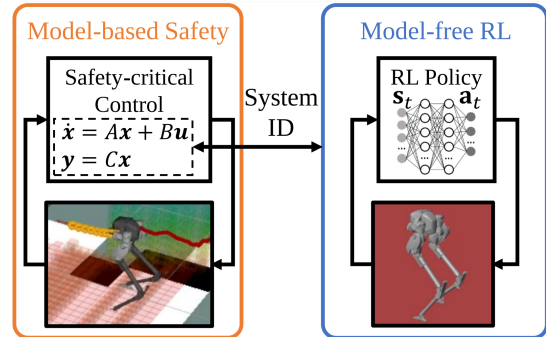 Model-based Safety
Safety-critical
Control
ẋ = Ax + Bu
y = Cx
System
ID
Model-free RL
RL Policy
s_t a_t
... ...
... ...